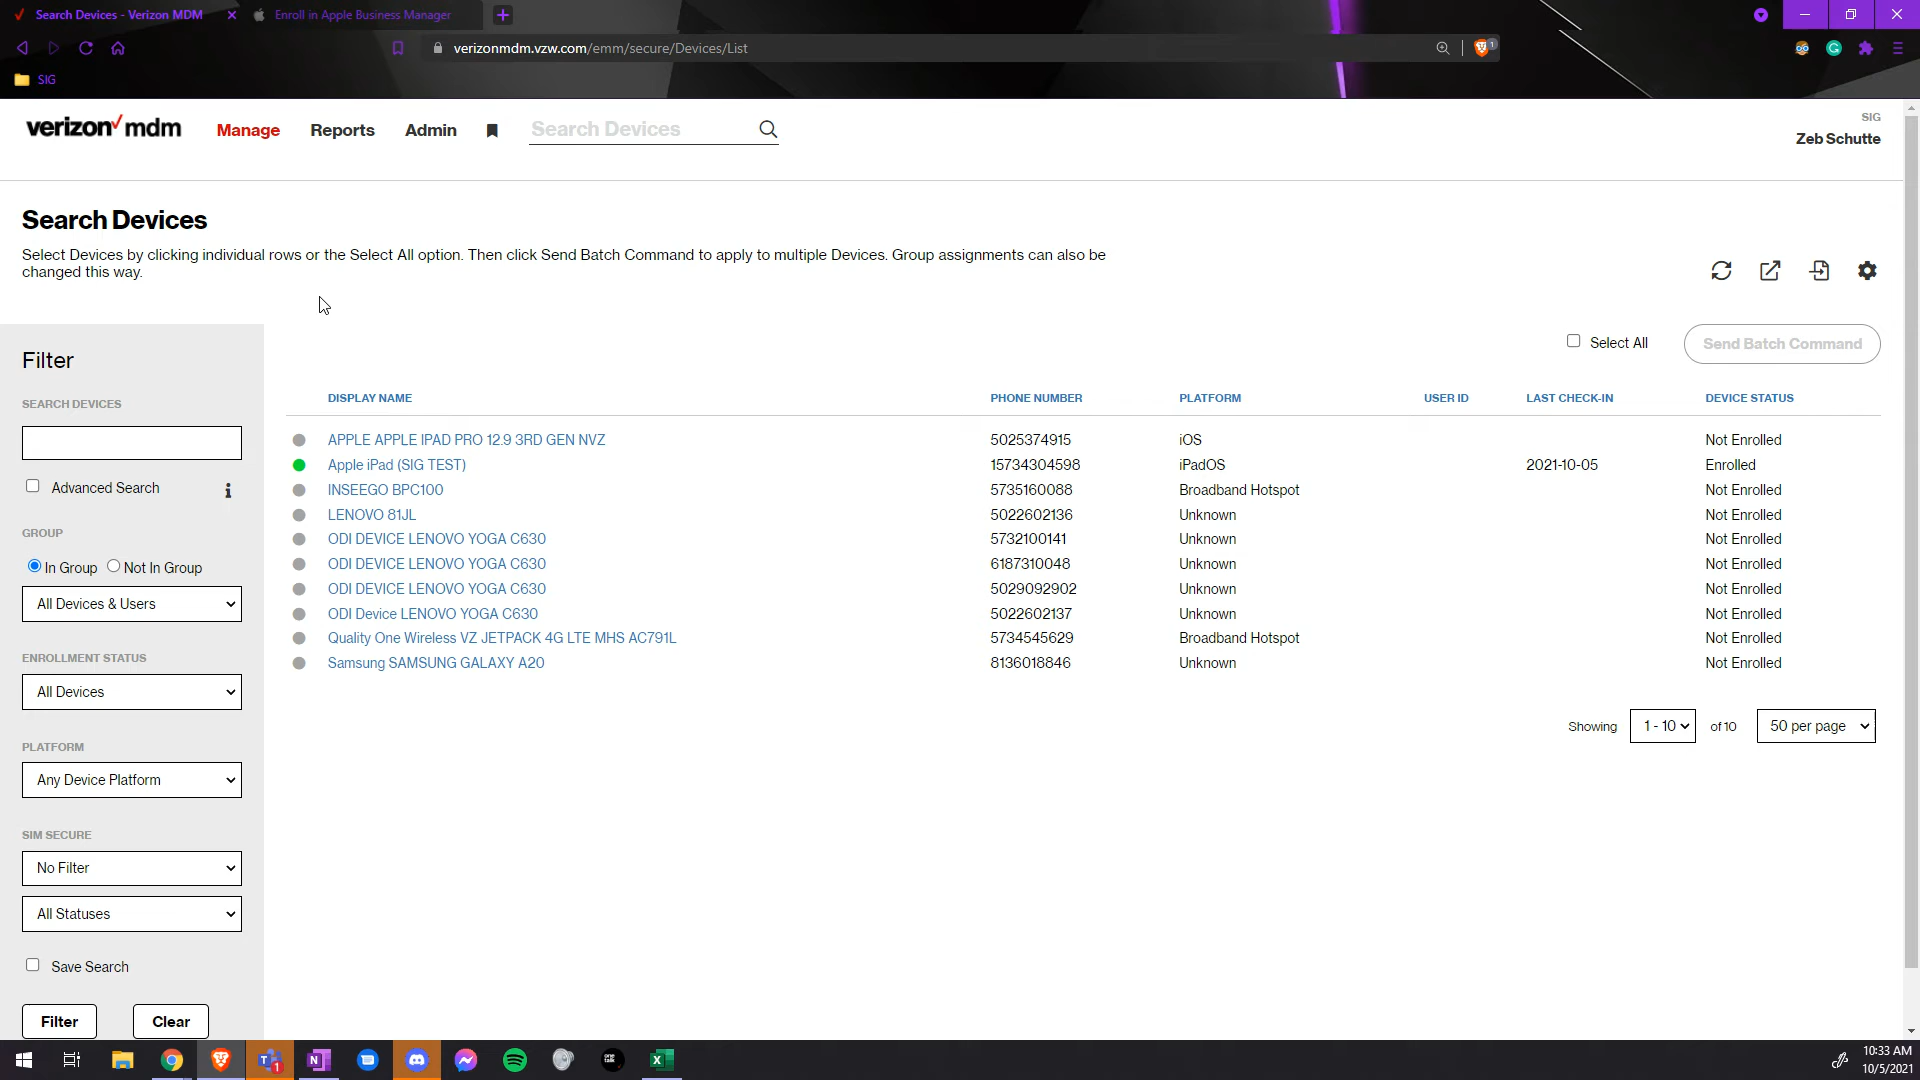 Search Devices - Verizon MDM
Enroll in Apple Business Manager
verizonmdm.vzw.com/emm/secure/Devices/List
1
SIG
verizon mdm
Manage
Reports
Admin
Search Devices
SIG
Zeb Schutte
Search Devices
Select Devices by clicking individual rows or the Select All option. Then click Send Batch Command to apply to multiple Devices. Group assignments can also be
changed this way.
Filter
SEARCH DEVICES
Advanced Search
GROUP
In Group Not In Group
All Devices & Users
ENROLLMENT STATUS
All Devices
PLATFORM
Any Device Platform
SIM SECURE
No Filter
All Statuses
Save Search
Filter Clear
Select All Send Batch Command
DISPLAY NAME PHONE NUMBER PLATFORM USER ID LAST CHECK-IN DEVICE STATUS
APPLE APPLE IPAD PRO 12.9 3RD GEN NVZ 5025374915 iOS Not Enrolled
Apple iPad (SIG TEST) 15734304598 iPadOS 2021-10-05 Enrolled
INSEEGO BPC100 5735160088 Broadband Hotspot Not Enrolled
LENOVO 81JL 5022602136 Unknown Not Enrolled
ODI DEVICE LENOVO YOGA C630 5732100141 Unknown Not Enrolled
ODI DEVICE LENOVO YOGA C630 6187310048 Unknown Not Enrolled
ODI DEVICE LENOVO YOGA C630 5029092902 Unknown Not Enrolled
ODI Device LENOVO YOGA C630 5022602137 Unknown Not Enrolled
Quality One Wireless VZ JETPACK 4G LTE MHS AC791L 5734545629 Broadband Hotspot Not Enrolled
Samsung SAMSUNG GALAXY A20 8136018846 Unknown Not Enrolled
Showing 1 - 10 of 10 50 per page
one talk
10:33 AM
10/5/2021